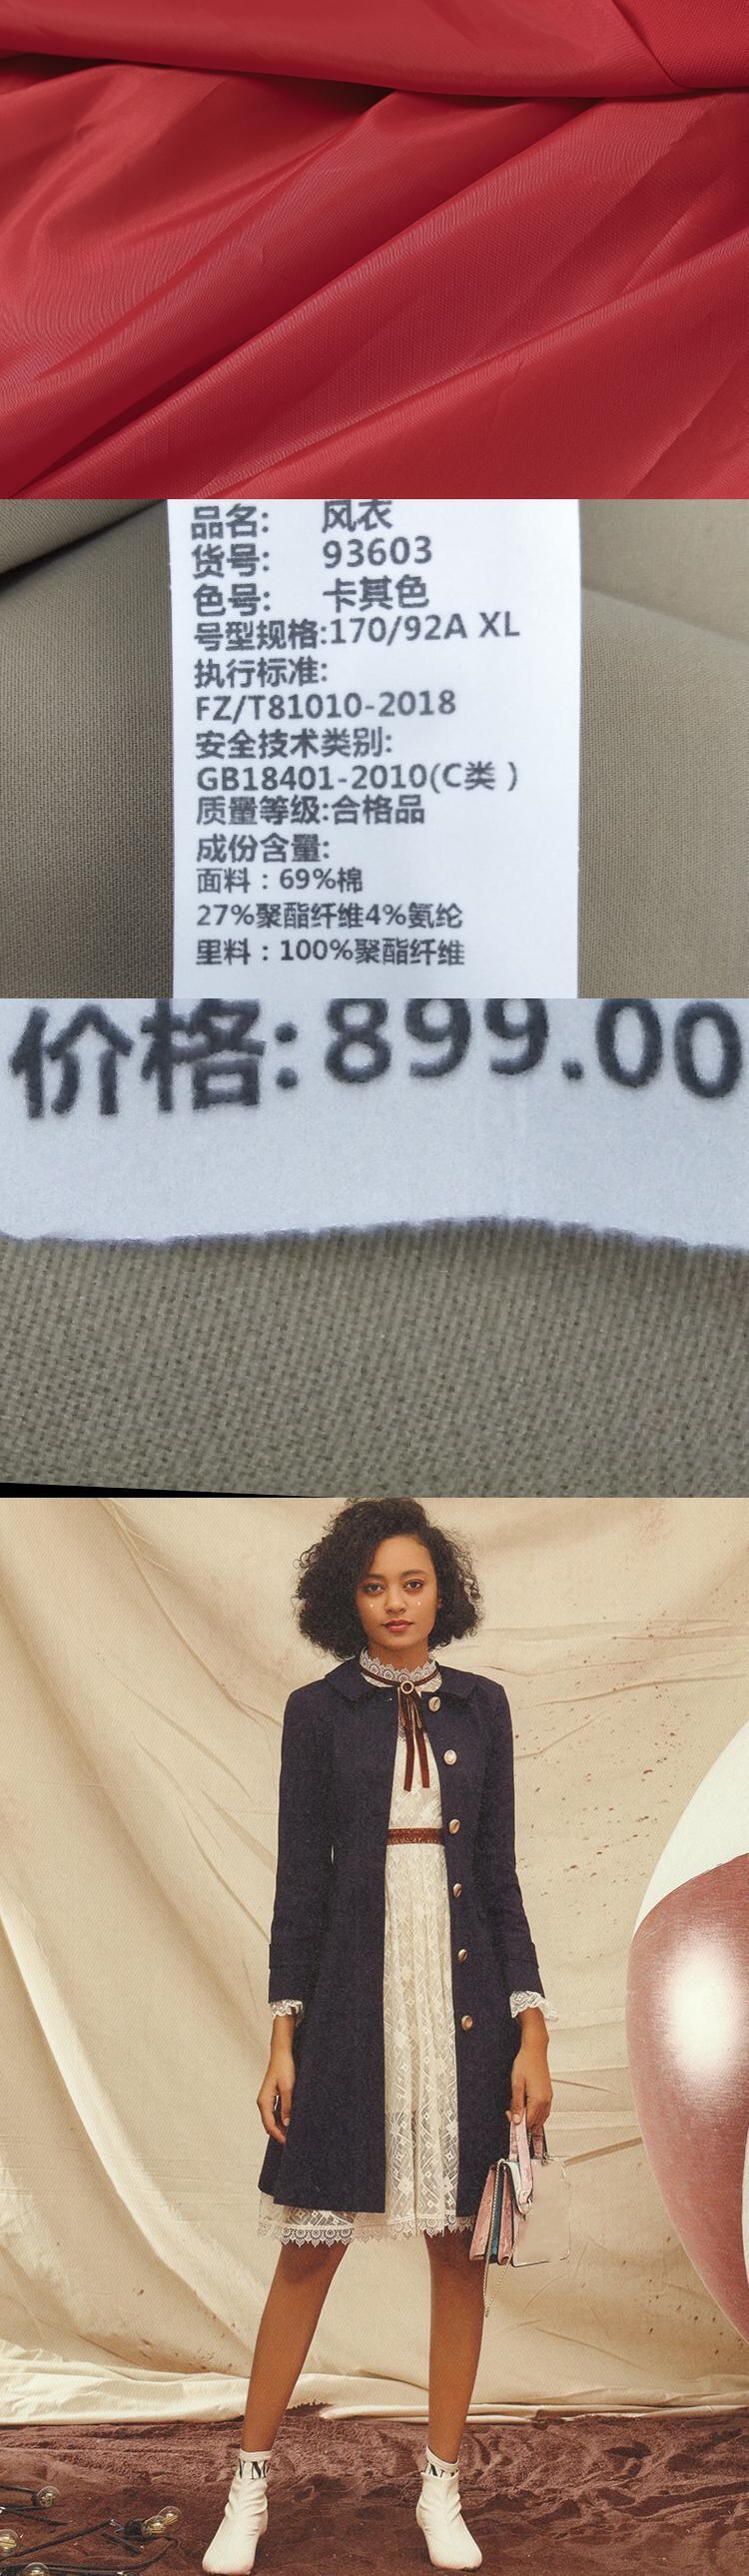 品名: 风衣
货号: 93603
色号: 卡其色
号型规格:170/92A XL
执行标准:
FZ/T81010-2018
安全技术类别:
GB18401-2010(C类 )
质量等级:合格品
成份含量:
面料：69%棉
27%聚酯纤维4%氨纶
里料：100%聚酯纤维
价格:899.00